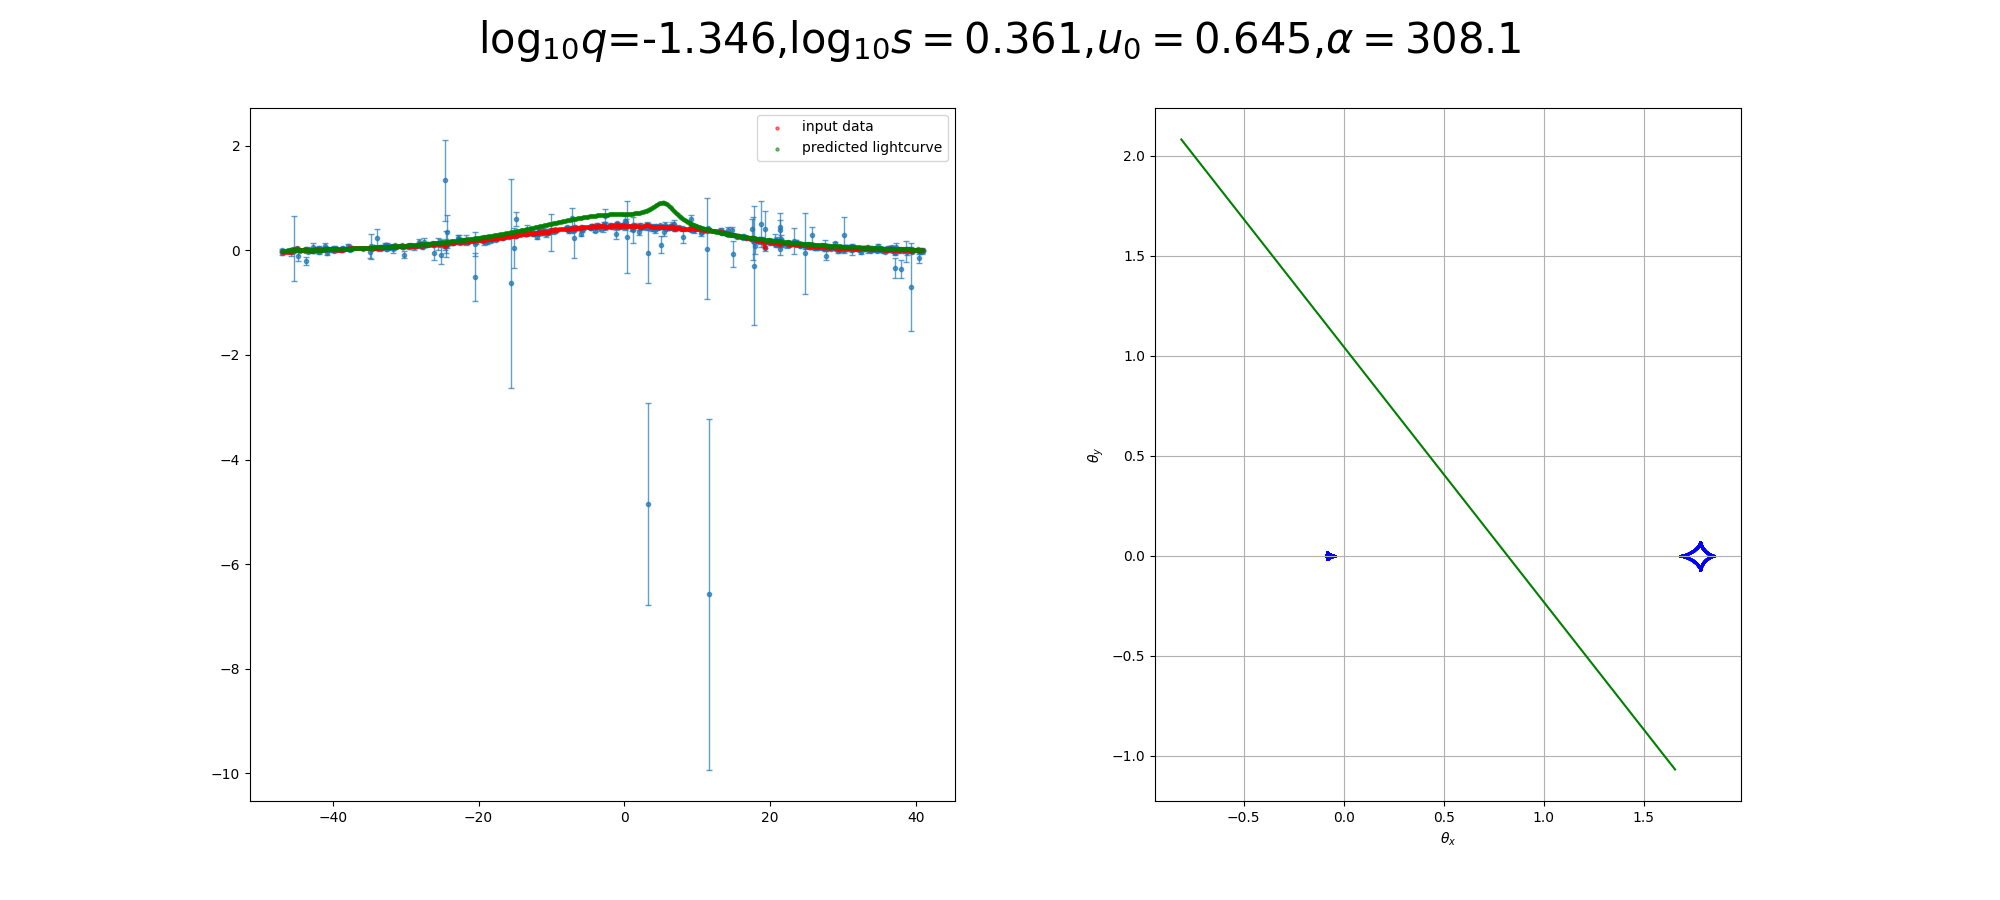 log₁₀q=-1.346,log₁₀s = 0.361,u₀ = 0.645,α = 308.1
input data
predicted lightcurve
2
0
−2
−4
−6
−8
−10
−40 −20 0 20 40
2.0
1.5
1.0
0.5
0.0
−0.5
−1.0
θy
−0.5 0.0 0.5 1.0 1.5
θx